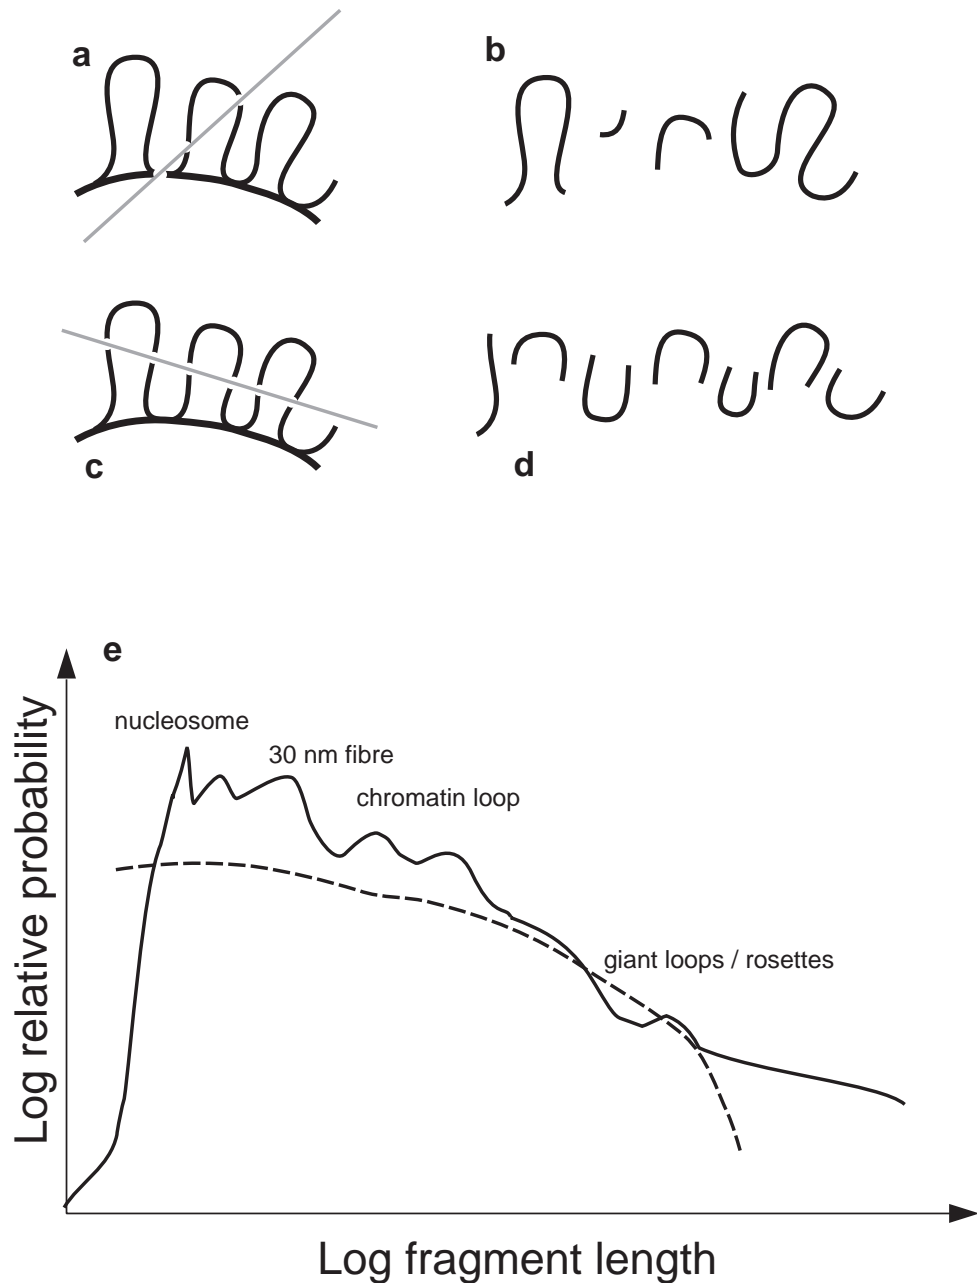 a
b
c
d
e
nucleosome
30 nm fibre
chromatin loop
giant loops / rosettes
Log relative probability
Log fragment length